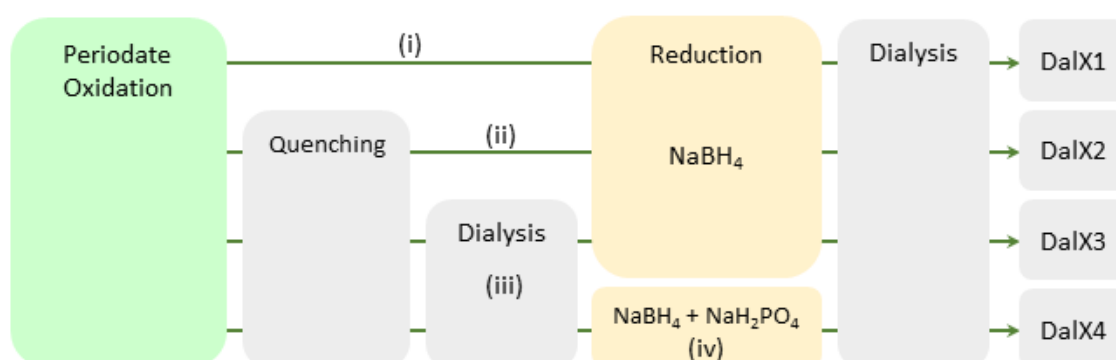 Periodate
Oxidation
(i)
Reduction
Dialysis
DalX1
Quenching
(ii)
NaBH₄
DalX2
Dialysis
(iii)
DalX3
NaBH₄ + NaH₂PO₄
(iv)
DalX4